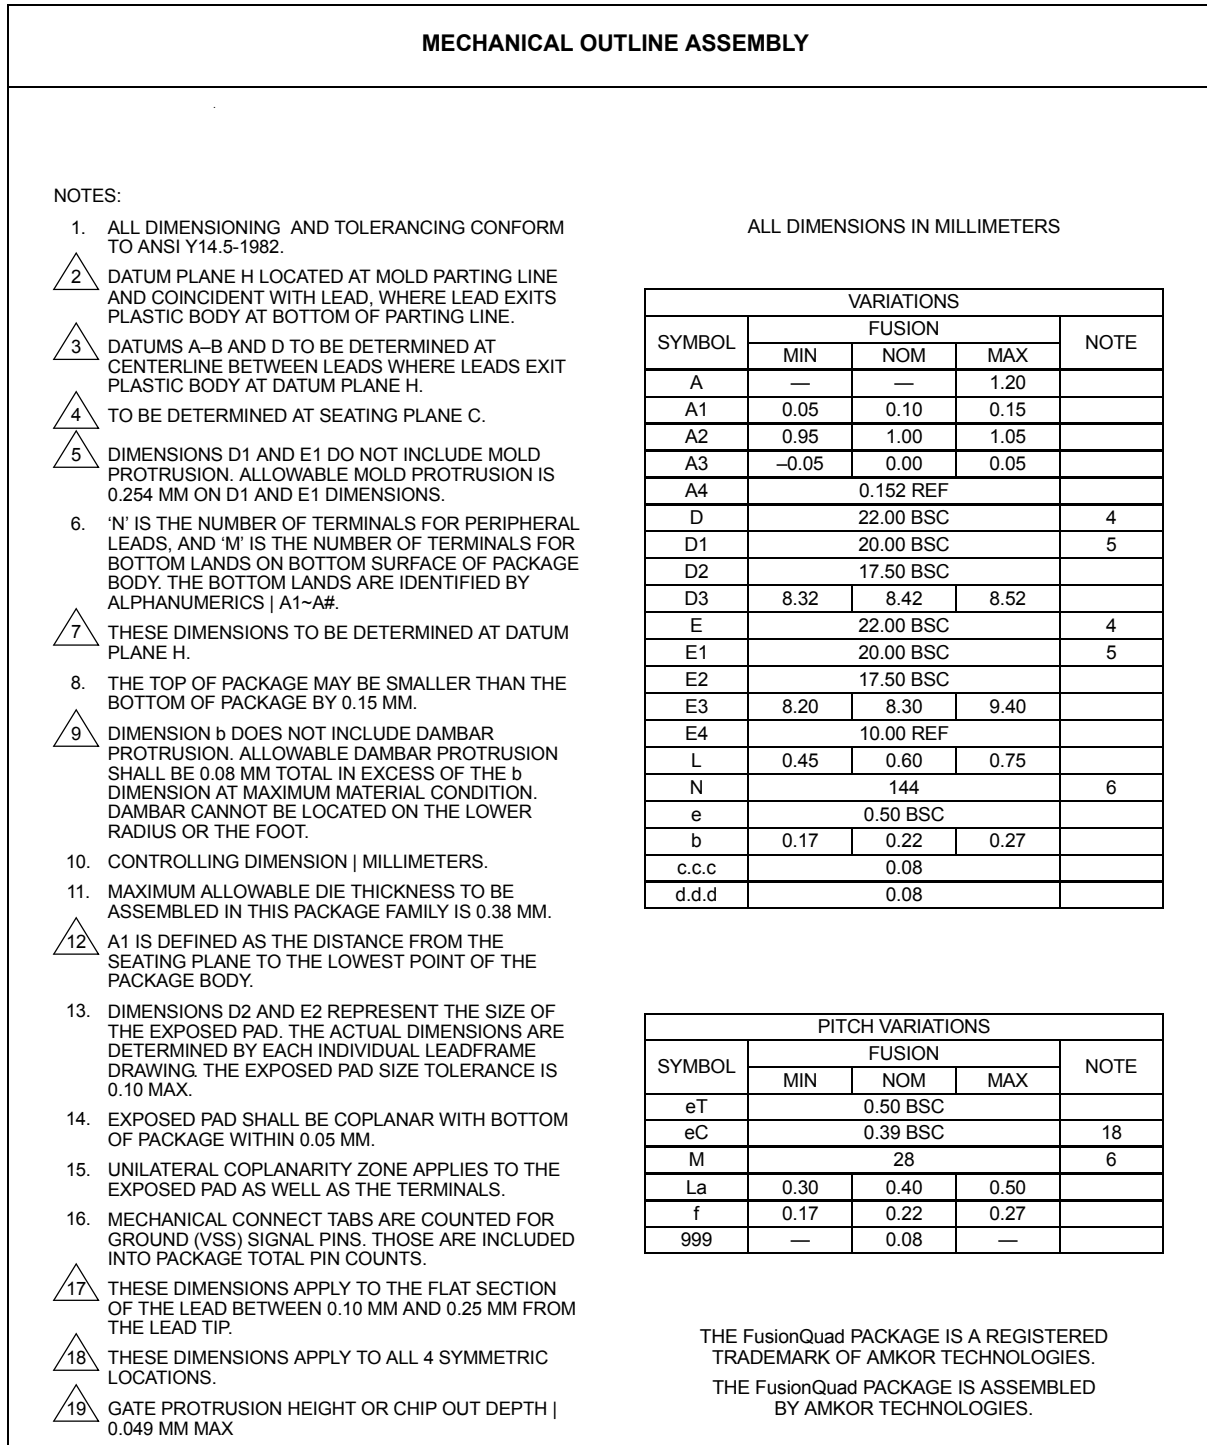 MECHANICAL OUTLINE ASSEMBLY
NOTES:
1. ALL DIMENSIONING AND TOLERANCING CONFORM
TO ANSI Y14.5-1982.
2 DATUM PLANE H LOCATED AT MOLD PARTING LINE
AND COINCIDENT WITH LEAD, WHERE LEAD EXITS
PLASTIC BODY AT BOTTOM OF PARTING LINE.
3 DATUMS A–B AND D TO BE DETERMINED AT
CENTERLINE BETWEEN LEADS WHERE LEADS EXIT
PLASTIC BODY AT DATUM PLANE H.
4 TO BE DETERMINED AT SEATING PLANE C.
5 DIMENSIONS D1 AND E1 DO NOT INCLUDE MOLD
PROTRUSION. ALLOWABLE MOLD PROTRUSION IS
0.254 MM ON D1 AND E1 DIMENSIONS.
6. ‘N’ IS THE NUMBER OF TERMINALS FOR PERIPHERAL
LEADS, AND ‘M’ IS THE NUMBER OF TERMINALS FOR
BOTTOM LANDS ON BOTTOM SURFACE OF PACKAGE
BODY. THE BOTTOM LANDS ARE IDENTIFIED BY
ALPHANUMERICS | A1~A#.
7 THESE DIMENSIONS TO BE DETERMINED AT DATUM
PLANE H.
8. THE TOP OF PACKAGE MAY BE SMALLER THAN THE
BOTTOM OF PACKAGE BY 0.15 MM.
9 DIMENSION b DOES NOT INCLUDE DAMBAR
PROTRUSION. ALLOWABLE DAMBAR PROTRUSION
SHALL BE 0.08 MM TOTAL IN EXCESS OF THE b
DIMENSION AT MAXIMUM MATERIAL CONDITION.
DAMBAR CANNOT BE LOCATED ON THE LOWER
RADIUS OR THE FOOT.
10. CONTROLLING DIMENSION | MILLIMETERS.
11. MAXIMUM ALLOWABLE DIE THICKNESS TO BE
ASSEMBLED IN THIS PACKAGE FAMILY IS 0.38 MM.
12 A1 IS DEFINED AS THE DISTANCE FROM THE
SEATING PLANE TO THE LOWEST POINT OF THE
PACKAGE BODY.
13. DIMENSIONS D2 AND E2 REPRESENT THE SIZE OF
THE EXPOSED PAD. THE ACTUAL DIMENSIONS ARE
DETERMINED BY EACH INDIVIDUAL LEADFRAME
DRAWING. THE EXPOSED PAD SIZE TOLERANCE IS
0.10 MAX.
14. EXPOSED PAD SHALL BE COPLANAR WITH BOTTOM
OF PACKAGE WITHIN 0.05 MM.
15. UNILATERAL COPLANARITY ZONE APPLIES TO THE
EXPOSED PAD AS WELL AS THE TERMINALS.
16. MECHANICAL CONNECT TABS ARE COUNTED FOR
GROUND (VSS) SIGNAL PINS. THOSE ARE INCLUDED
INTO PACKAGE TOTAL PIN COUNTS.
17 THESE DIMENSIONS APPLY TO THE FLAT SECTION
OF THE LEAD BETWEEN 0.10 MM AND 0.25 MM FROM
THE LEAD TIP.
18 THESE DIMENSIONS APPLY TO ALL 4 SYMMETRIC
LOCATIONS.
19 GATE PROTRUSION HEIGHT OR CHIP OUT DEPTH |
0.049 MM MAX
ALL DIMENSIONS IN MILLIMETERS
VARIATIONS
SYMBOL FUSION NOTE
MIN NOM MAX
A — — 1.20
A1 0.05 0.10 0.15
A2 0.95 1.00 1.05
A3 –0.05 0.00 0.05
A4 0.152 REF
D 22.00 BSC 4
D1 20.00 BSC 5
D2 17.50 BSC
D3 8.32 8.42 8.52
E 22.00 BSC 4
E1 20.00 BSC 5
E2 17.50 BSC
E3 8.20 8.30 9.40
E4 10.00 REF
L 0.45 0.60 0.75
N 144 6
e 0.50 BSC
b 0.17 0.22 0.27
c.c.c 0.08
d.d.d 0.08
PITCH VARIATIONS
SYMBOL FUSION NOTE
MIN NOM MAX
eT 0.50 BSC
eC 0.39 BSC 18
M 28 6
La 0.30 0.40 0.50
f 0.17 0.22 0.27
999 — 0.08 —
THE FusionQuad PACKAGE IS A REGISTERED
TRADEMARK OF AMKOR TECHNOLOGIES.
THE FusionQuad PACKAGE IS ASSEMBLED
BY AMKOR TECHNOLOGIES.